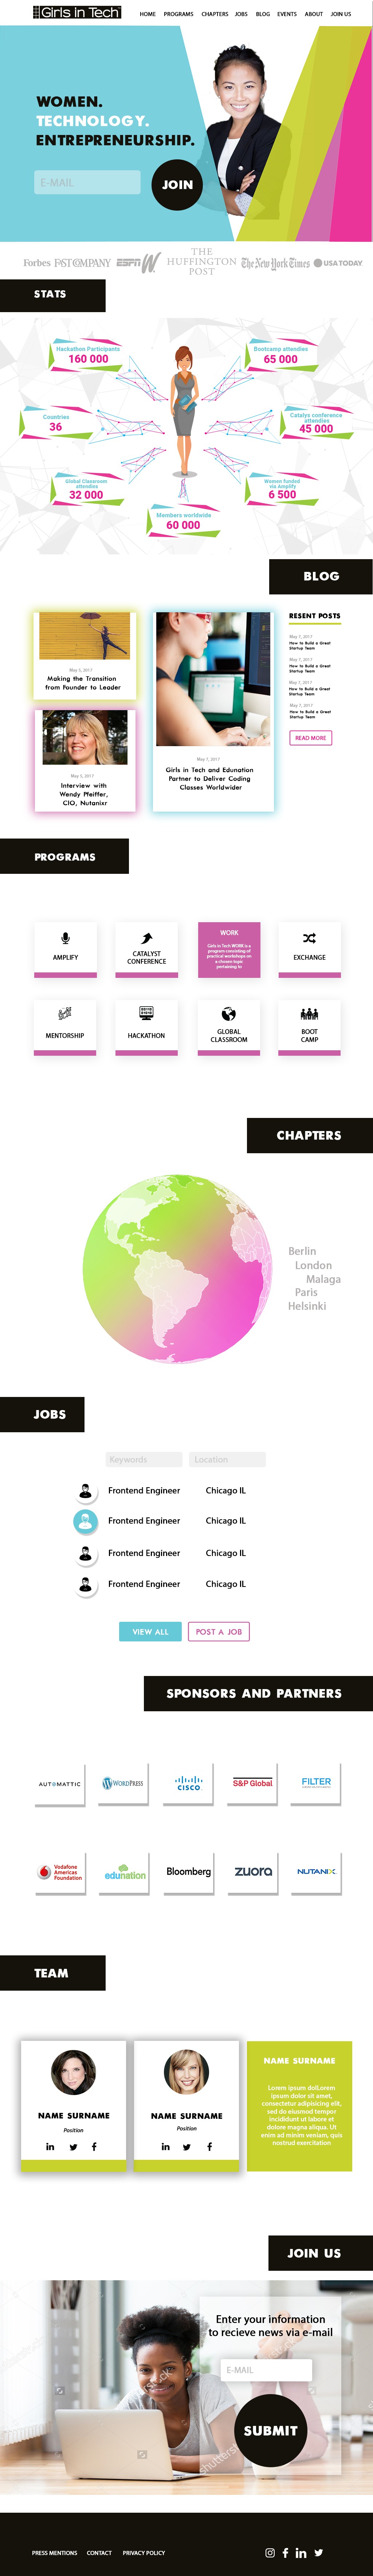 Girls in Tech
HOME PROGRAMS CHAPTERS JOBS BLOG EVENTS ABOUT JOIN US
WOMEN.
TECHNOLOGY.
ENTREPRENEURSHIP.
E-MAIL
JOIN
Forbes FAST COMPANY ESPN W THE HUFFINGTON POST The New York Times USA TODAY
STATS
Hackathon Participants
160 000
Bootcamp attendies
65 000
Countries
36
Catalys conference
attendies
45 000
Global Classroom
attendies
32 000
Women funded
via Amplify
6 500
Members worldwide
60 000
BLOG
May 5, 2017
Making the Transition
from Founder to Leader
May 5, 2017
Interview with
Wendy Pfeiffer,
CIO, Nutanixr
May 7, 2017
Girls in Tech and Edunation
Partner to Deliver Coding
Classes Worldwider
RESENT POSTS
May 7, 2017
How to Build a Great
Startup Team
May 7, 2017
How to Build a Great
Startup Team
May 7, 2017
How to Build a Great
Startup Team
May 7, 2017
How to Build a Great
Startup Team
READ MORE
PROGRAMS
AMPLIFY
CATALYST
CONFERENCE
WORK
Girls in Tech WORK is a
program consisting of
practical workshops on
a chosen topic
pertaining to
EXCHANGE
MENTORSHIP
HACKATHON
GLOBAL
CLASSROOM
BOOT
CAMP
CHAPTERS
Berlin
London
Malaga
Paris
Helsinki
JOBS
Keywords
Location
Frontend Engineer Chicago IL
Frontend Engineer Chicago IL
Frontend Engineer Chicago IL
Frontend Engineer Chicago IL
VIEW ALL
POST A JOB
SPONSORS AND PARTNERS
AUTOMATTIC
WORDPRESS
CISCO
S&P Global
FILTER
Vodafone
Americas
Foundation
edunation
Bloomberg
zuora
NUTANIX
TEAM
NAME SURNAME
Position
NAME SURNAME
Position
NAME SURNAME
Lorem ipsum dolLorem
ipsum dolor sit amet,
consectetur adipisicing elit,
sed do eiusmod tempor
incididunt ut labore et
dolore magna aliqua. Ut
enim ad minim veniam, quis
nostrud exercitation
JOIN US
Enter your information
to recieve news via e-mail
E-MAIL
SUBMIT
shutterstock
PRESS MENTIONS CONTACT PRIVACY POLICY